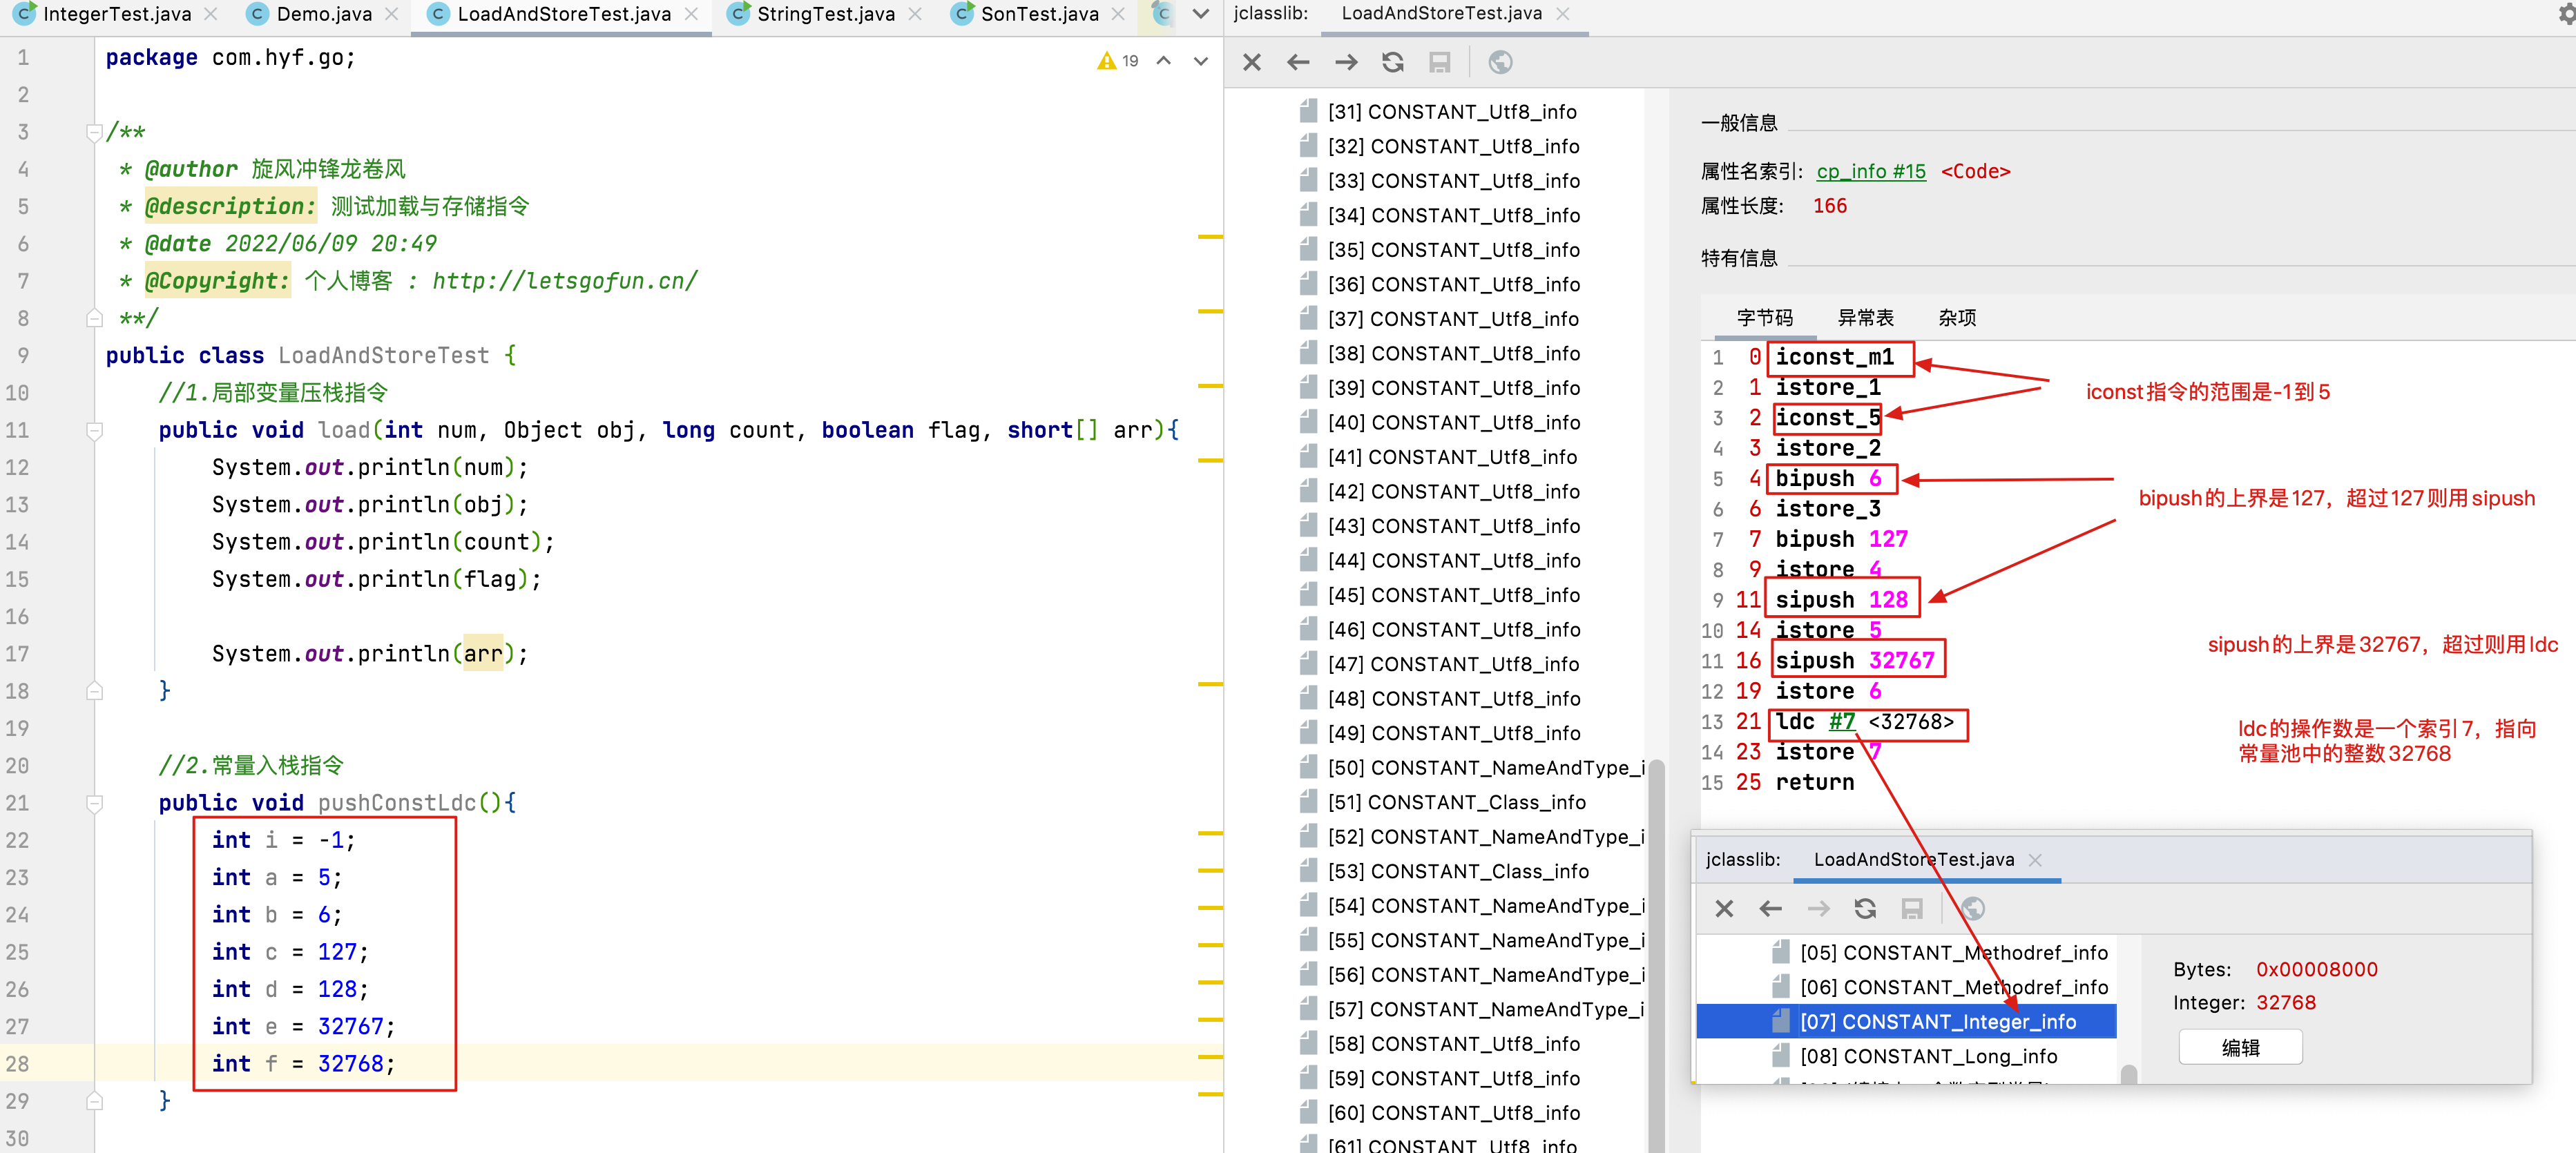 IntegerTest.java
Demo.java
LoadAndStoreTest.java
StringTest.java
SonTest.java
jclasslib:
LoadAndStoreTest.java
19
1 package com.hyf.go;
2
3 /**
4 * @author 旋风冲锋龙卷风
5 * @description: 测试加载与存储指令
6 * @date 2022/06/09 20:49
7 * @Copyright: 个人博客 : http://letsgofun.cn/
8 **/
9 public class LoadAndStoreTest {
10 //1.局部变量压栈指令
11 public void load(int num, Object obj, long count, boolean flag, short[] arr){
12 System.out.println(num);
13 System.out.println(obj);
14 System.out.println(count);
15 System.out.println(flag);
16
17 System.out.println(arr);
18 }
19
20 //2.常量入栈指令
21 public void pushConstLdc(){
22 int i = -1;
23 int a = 5;
24 int b = 6;
25 int c = 127;
26 int d = 128;
27 int e = 32767;
28 int f = 32768;
29 }
30
[31] CONSTANT_Utf8_info
[32] CONSTANT_Utf8_info
[33] CONSTANT_Utf8_info
[34] CONSTANT_Utf8_info
[35] CONSTANT_Utf8_info
[36] CONSTANT_Utf8_info
[37] CONSTANT_Utf8_info
[38] CONSTANT_Utf8_info
[39] CONSTANT_Utf8_info
[40] CONSTANT_Utf8_info
[41] CONSTANT_Utf8_info
[42] CONSTANT_Utf8_info
[43] CONSTANT_Utf8_info
[44] CONSTANT_Utf8_info
[45] CONSTANT_Utf8_info
[46] CONSTANT_Utf8_info
[47] CONSTANT_Utf8_info
[48] CONSTANT_Utf8_info
[49] CONSTANT_Utf8_info
[50] CONSTANT_NameAndType_i
[51] CONSTANT_Class_info
[52] CONSTANT_NameAndType_i
[53] CONSTANT_Class_info
[54] CONSTANT_NameAndType_i
[55] CONSTANT_NameAndType_i
[56] CONSTANT_NameAndType_i
[57] CONSTANT_NameAndType_i
[58] CONSTANT_Utf8_info
[59] CONSTANT_Utf8_info
[60] CONSTANT_Utf8_info
[61] CONSTANT_Utf8_info
一般信息
属性名索引: cp_info #15 <Code>
属性长度: 166
特有信息
字节码 异常表 杂项
1 0 iconst_m1
2 1 istore_1
3 2 iconst_5
4 3 istore_2
5 4 bipush 6
6 6 istore_3
7 7 bipush 127
8 9 istore 4
9 11 sipush 128
10 14 istore 5
11 16 sipush 32767
12 19 istore 6
13 21 ldc #7 <32768>
14 23 istore 7
15 25 return
iconst指令的范围是-1到5
bipush的上界是127，超过127则用sipush
sipush的上界是32767，超过则用ldc
ldc的操作数是一个索引7，指向
常量池中的整数32768
jclasslib:
LoadAndStoreTest.java
[05] CONSTANT_Methodref_info
[06] CONSTANT_Methodref_info
[07] CONSTANT_Integer_info
[08] CONSTANT_Long_info
Bytes: 0x00008000
Integer: 32768
编辑